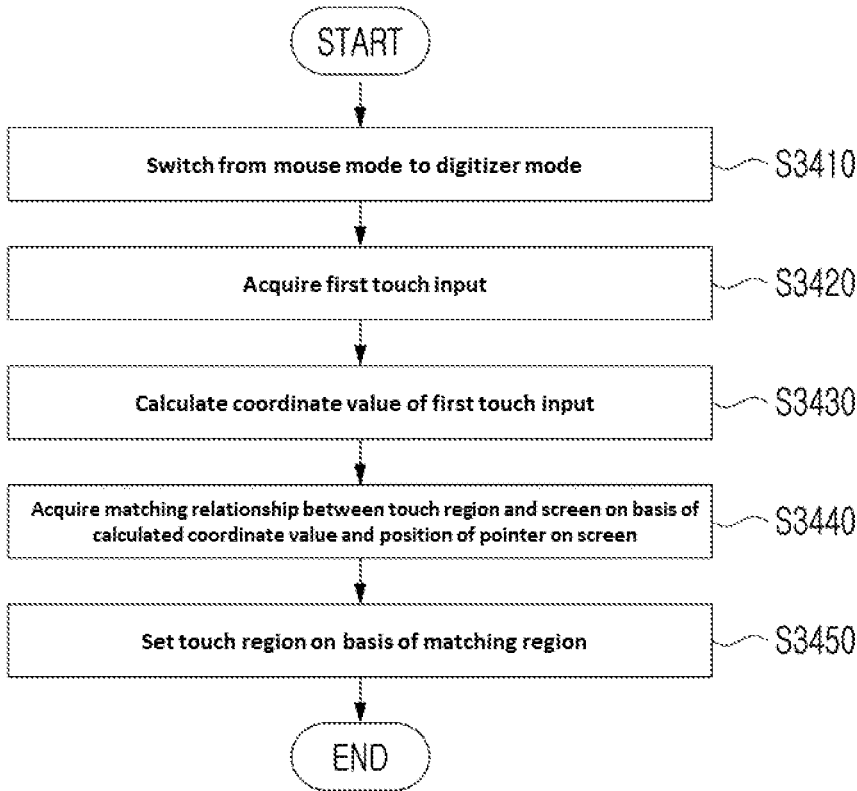 START
Switch from mouse mode to digitizer mode
S3410
Acquire first touch input
S3420
Calculate coordinate value of first touch input
S3430
Acquire matching relationship between touch region and screen on basis of
calculated coordinate value and position of pointer on screen
S3440
Set touch region on basis of matching region
S3450
END